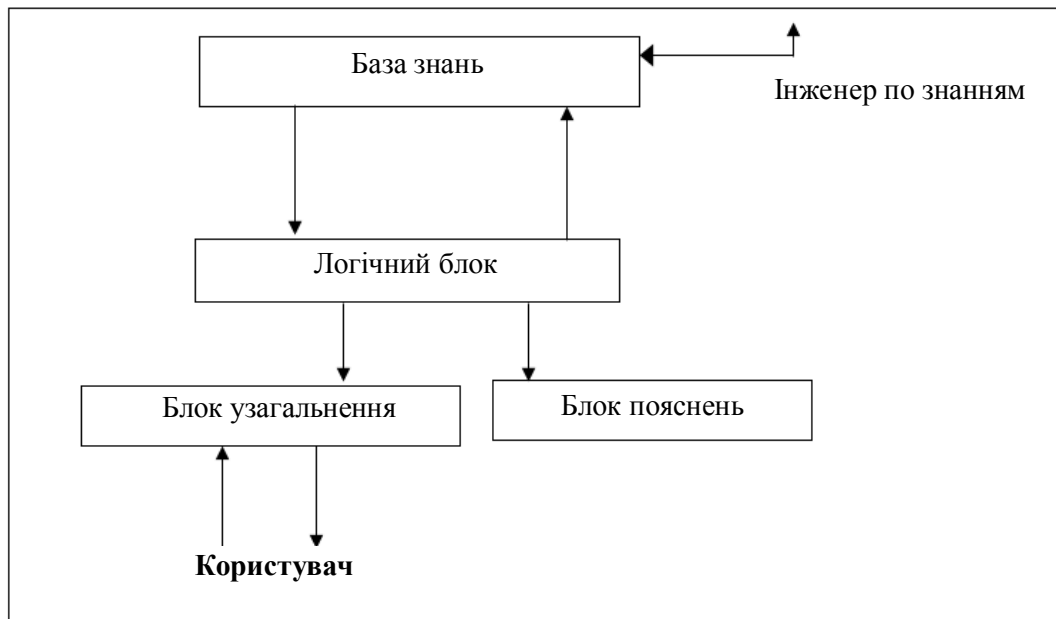 База знань
Інженер по знанням
Логічний блок
Блок узагальнення
Блок пояснень
Користувач